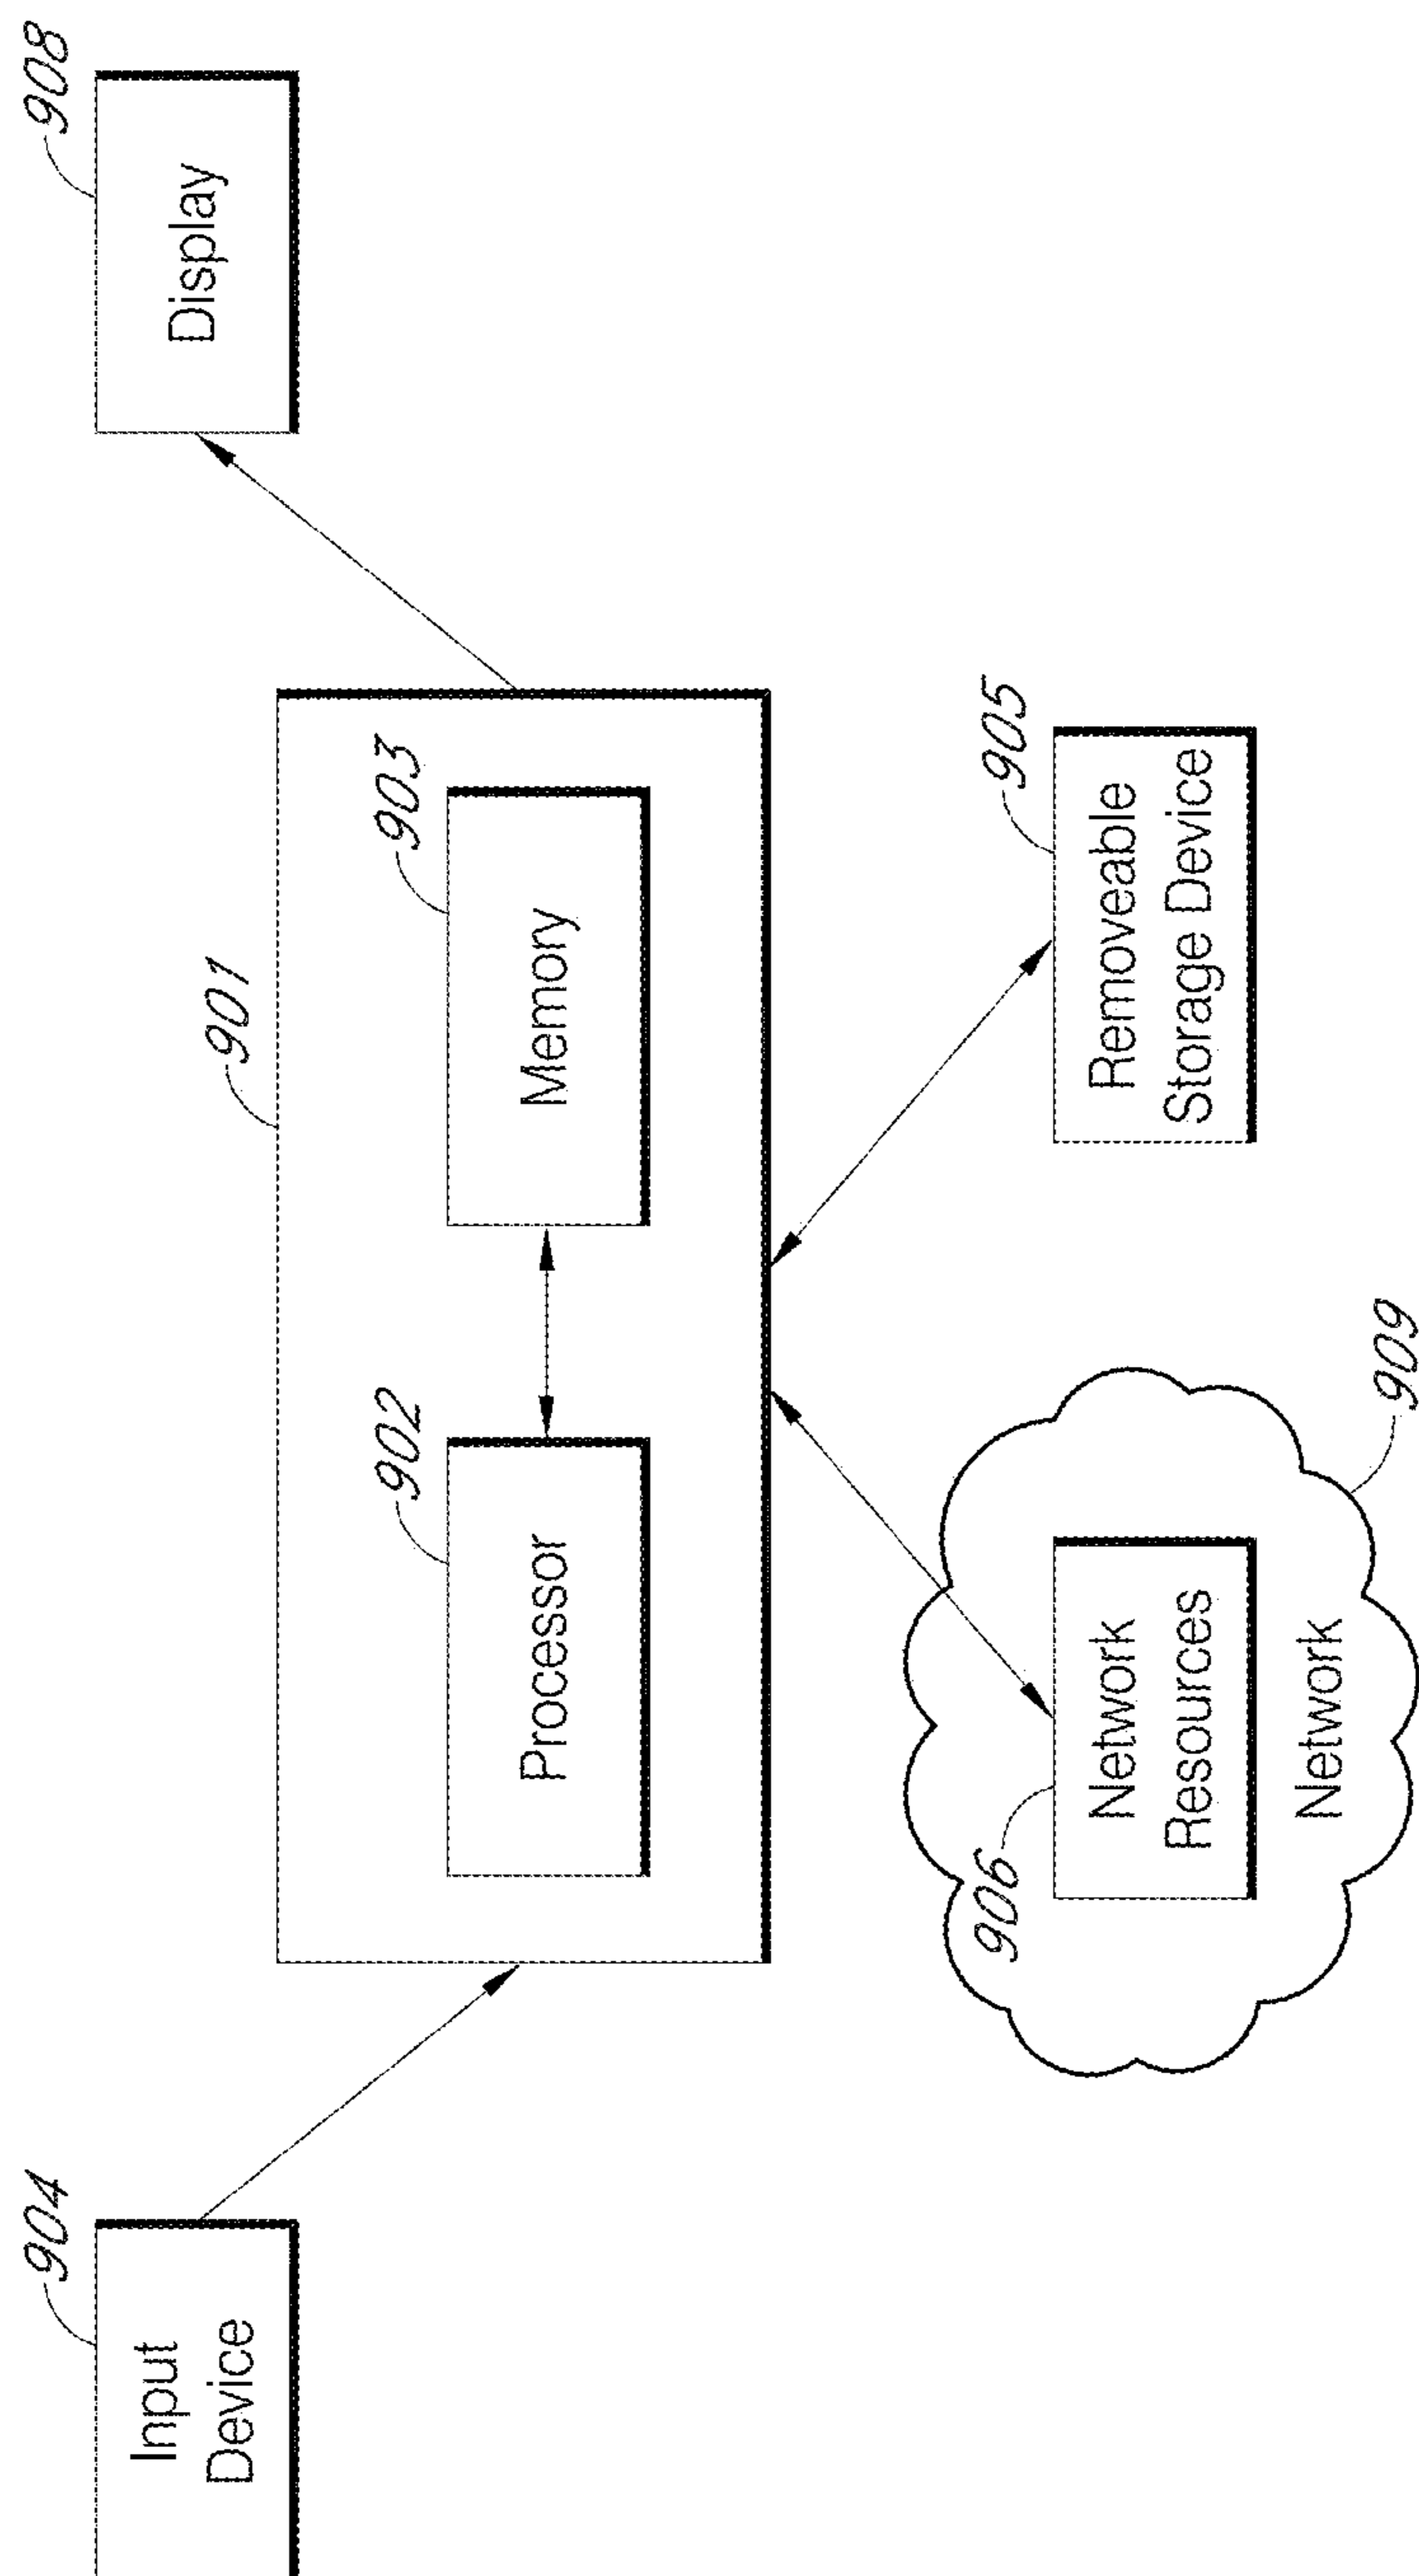 904
Input
Device
901
902
Processor
903
Memory
908
Display
906
Network
Resources
Network
909
905
Removeable
Storage Device